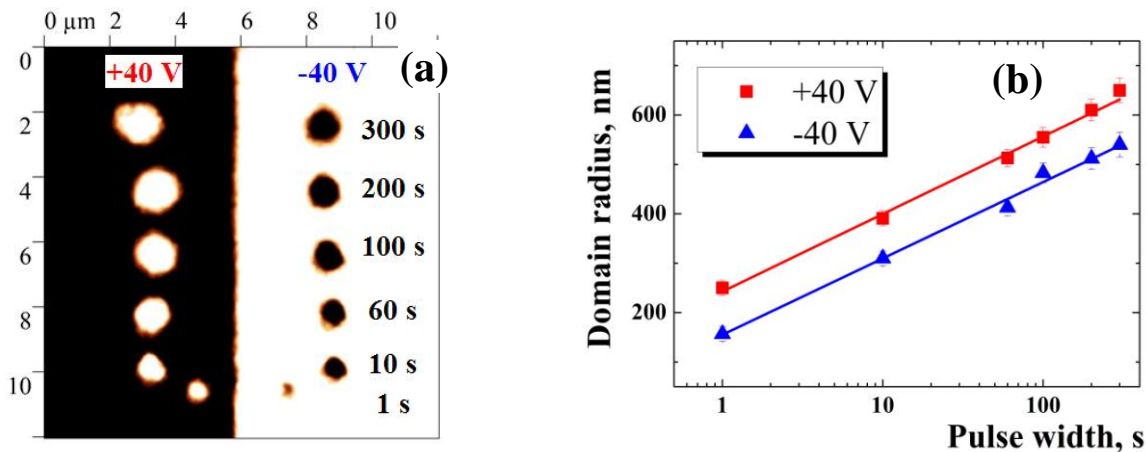 0 μm 2 4 6 8 10
0
2
4
6
8
10
+40 V
-40 V
(a)
300 s
200 s
100 s
60 s
10 s
1 s
(b)
+40 V
-40 V
Domain radius, nm
600
400
200
1 10 100
Pulse width, s